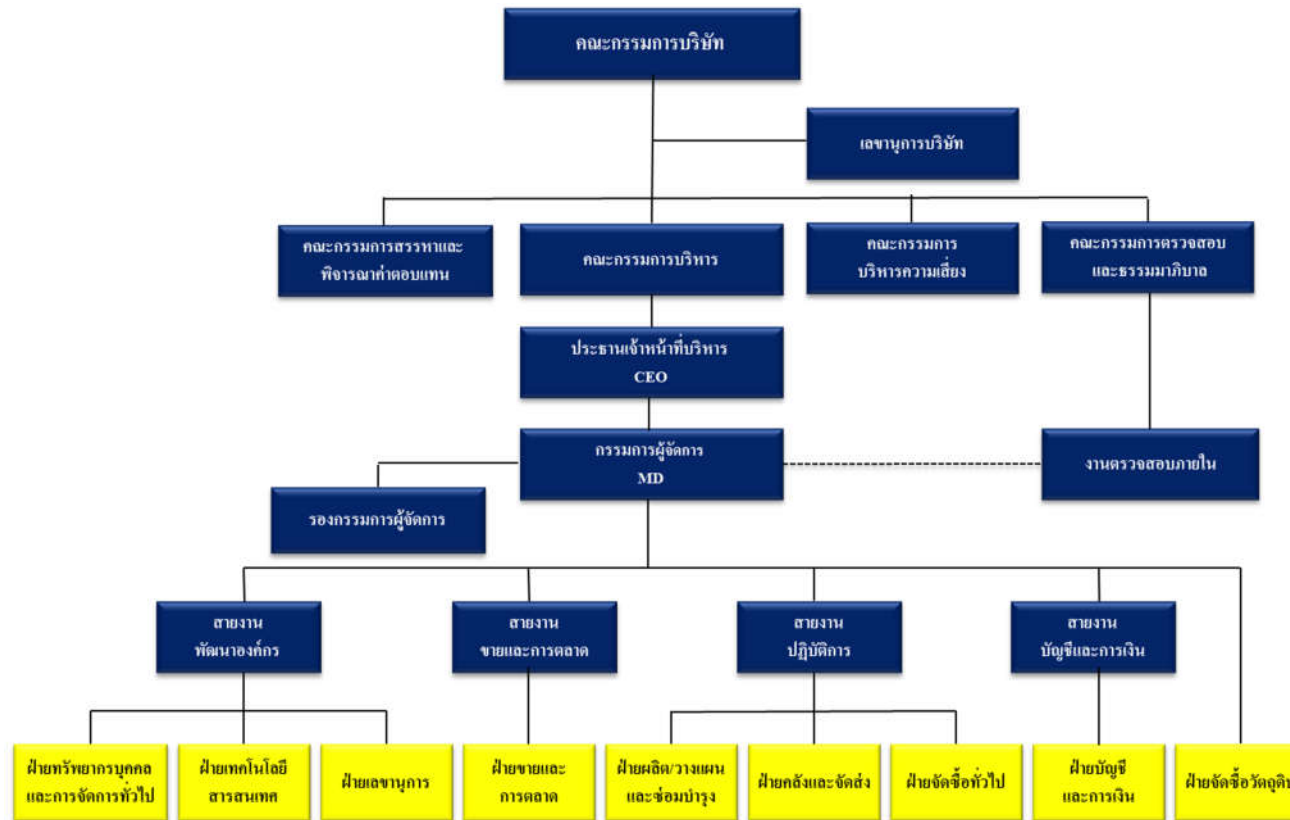 คณะกรรมการบริษัท
เลขานุการบริษัท
คณะกรรมการสรรหาและ
พิจารณาค่าตอบแทน
คณะกรรมการบริหาร
คณะกรรมการ
บริหารความเสี่ยง
คณะกรรมการตรวจสอบ
และธรรมมาภิบาล
ประธานเจ้าหน้าที่บริหาร
CEO
กรรมการผู้จัดการ
MD
งานตรวจสอบภายใน
รองกรรมการผู้จัดการ
สายงาน
พัฒนาองค์กร
สายงาน
ขายและการตลาด
สายงาน
ปฏิบัติการ
สายงาน
บัญชีและการเงิน
ฝ่ายทรัพยากรบุคคล
และการจัดการทั่วไป
ฝ่ายเทคโนโลยี
สารสนเทศ
ฝ่ายเลขานุการ
ฝ่ายขายและ
การตลาด
ฝ่ายผลิต/วางแผน
และซ่อมบำรุง
ฝ่ายคลังและจัดส่ง
ฝ่ายจัดซื้อทั่วไป
ฝ่ายบัญชี
และการเงิน
ฝ่ายจัดซื้อวัตถุดิบ